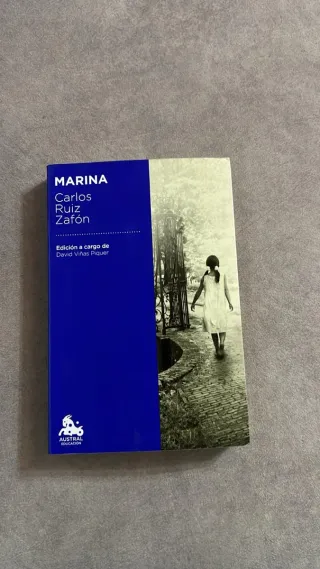 MARINA
Carlos
Ruiz
Zafón
Edición a cargo de
David Viñas Piquer
AUSTRAL
EDUCACIÓN